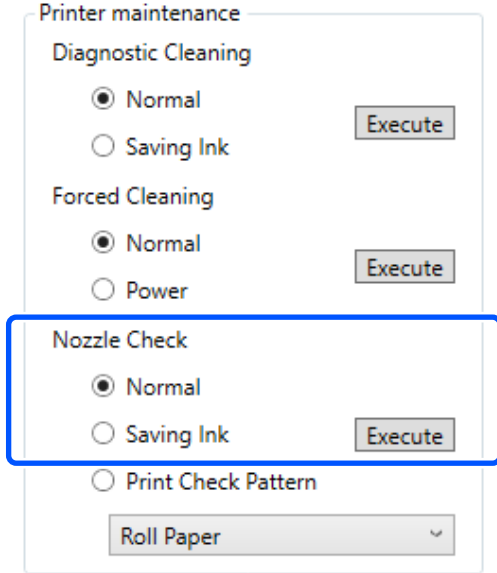 Printer maintenance
Diagnostic Cleaning
Normal
Execute
Saving Ink
Forced Cleaning
Normal
Execute
Power
Nozzle Check
Normal
Saving Ink
Execute
Print Check Pattern
Roll Paper